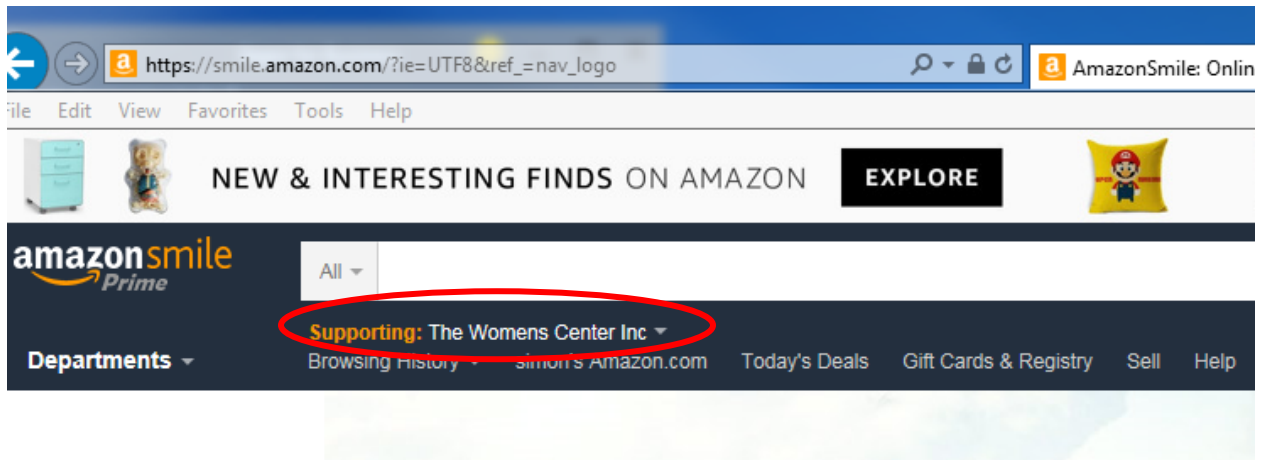 https://smile.amazon.com/?ie=UTF8&ref_=nav_logo
AmazonSmile: Onlin
File Edit View Favorites Tools Help
NEW & INTERESTING FINDS ON AMAZON EXPLORE
amazonsmile
Prime
All
Supporting: The Womens Center Inc
Departments Browsing History simon's Amazon.com Today's Deals Gift Cards & Registry Sell Help